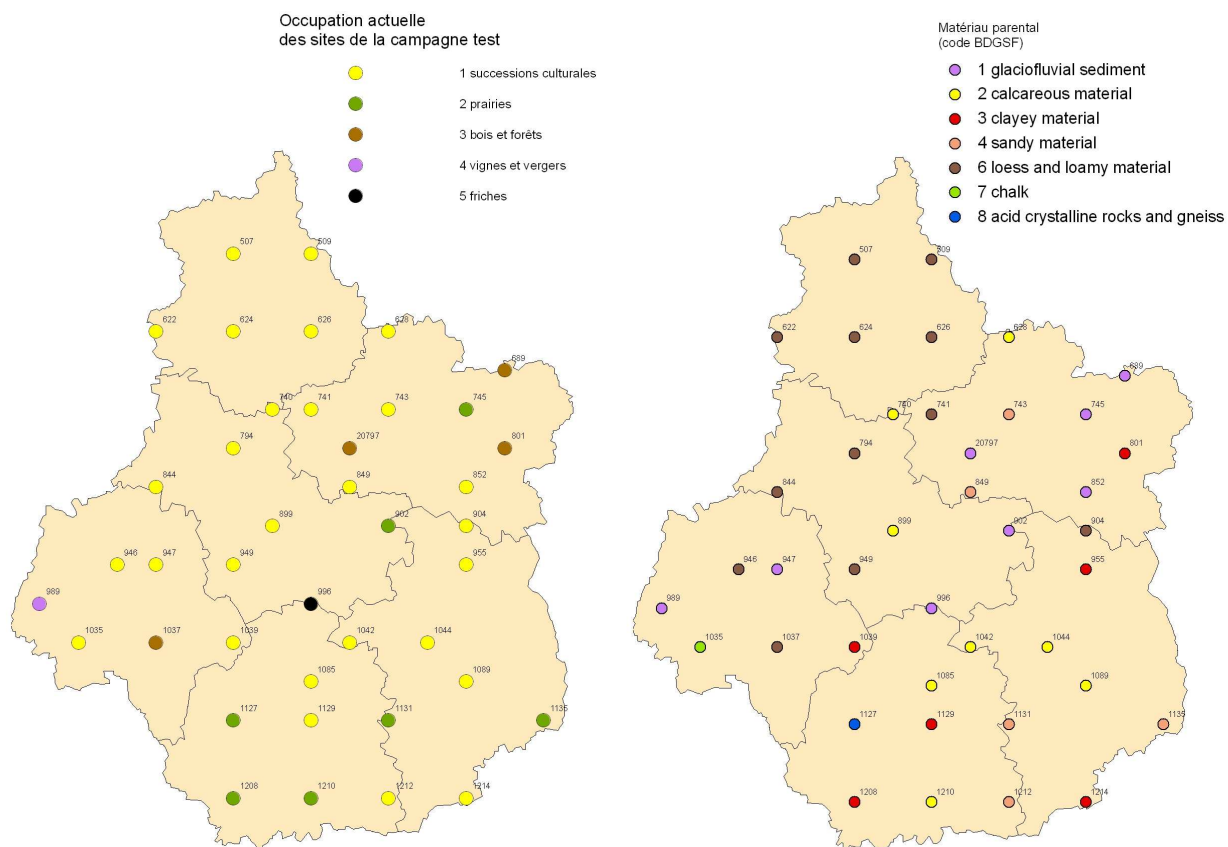 Occupation actuelle
des sites de la campagne test
1 successions culturales
2 prairies
3 bois et forêts
4 vignes et vergers
5 friches
507 509
622 624 626 628
689
740 741 743 745
794 20797 801
844 849 852
899 902 904
946 947 949 955
989 996
1035 1037 1039 1042 1044
1085 1089
1127 1129 1131 1135
1208 1210 1212 1214
Matériau parental
(code BDGSF)
1 glaciofluvial sediment
2 calcareous material
3 clayey material
4 sandy material
6 loess and loamy material
7 chalk
8 acid crystalline rocks and gneiss
507 509
622 624 626 628
689
740 741 743 745
794 20797 801
844 849 852
899 902 904
946 947 949 955
989 996
1035 1037 1039 1042 1044
1085 1089
1127 1129 1131 1135
1208 1210 1212 1214